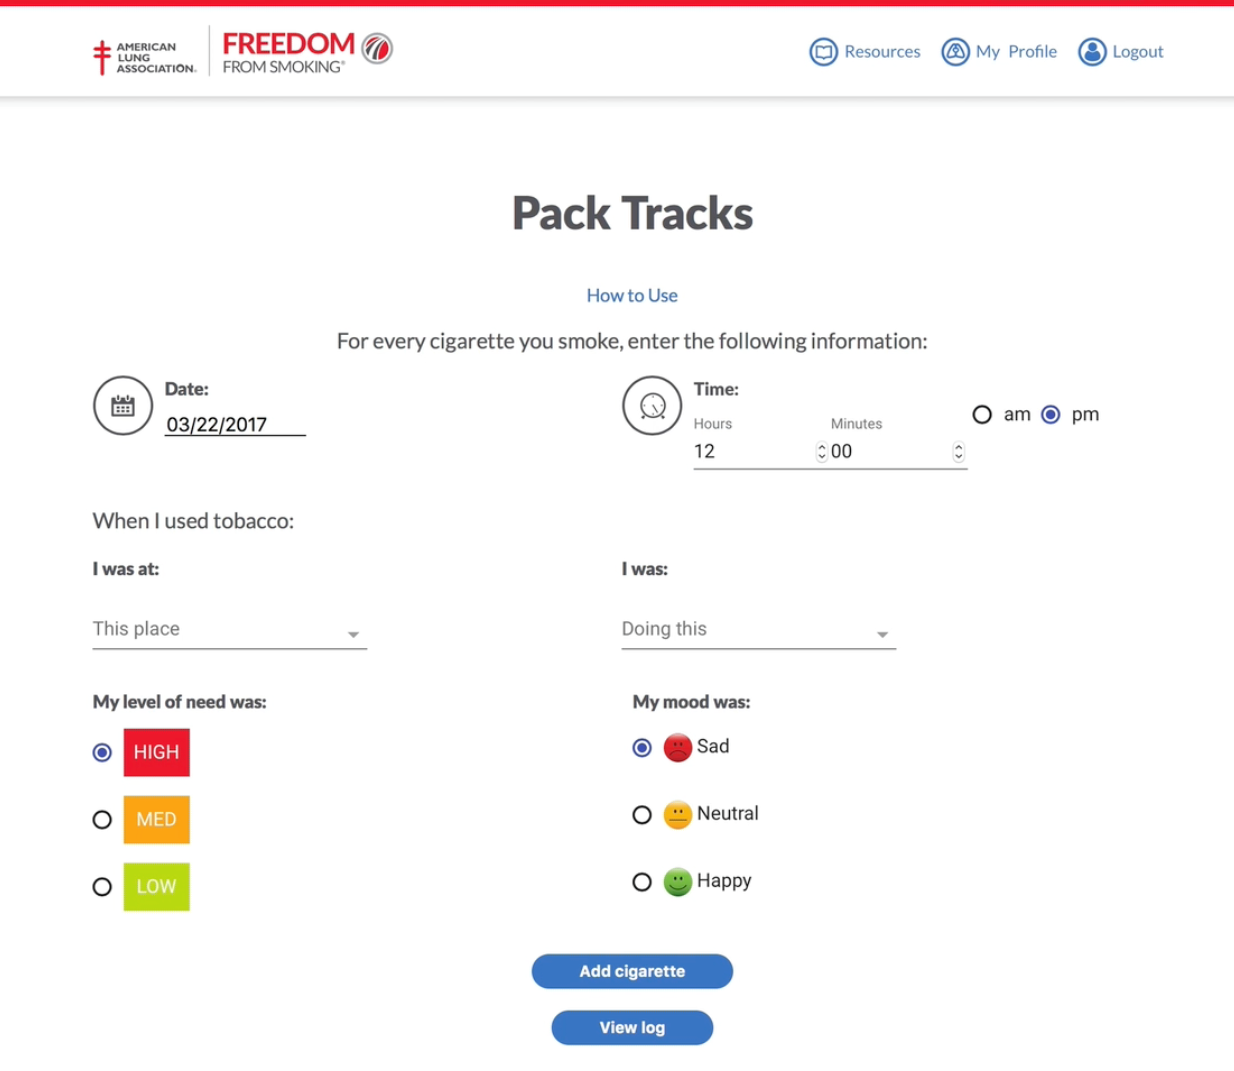 AMERICAN
LUNG
ASSOCIATION.
FREEDOM
FROM SMOKING®
Resources
My Profile
Logout
Pack Tracks
How to Use
For every cigarette you smoke, enter the following information:
Date:
03/22/2017
Time:
Hours
Minutes
12
00
am
pm
When I used tobacco:
I was at:
I was:
This place
Doing this
My level of need was:
My mood was:
HIGH
Sad
MED
Neutral
LOW
Happy
Add cigarette
View log